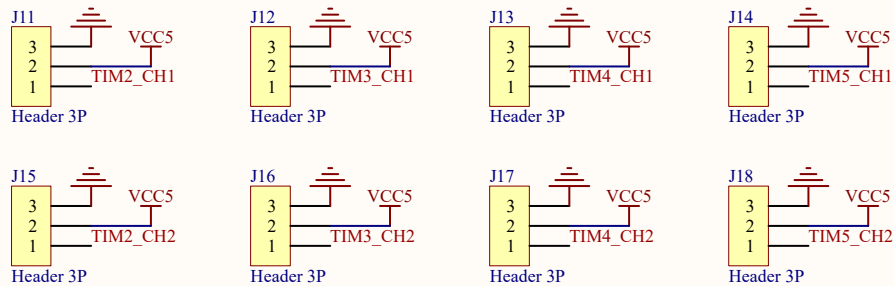 J11
VCC5
3
2
1
TIM2_CH1
Header 3P
J12
VCC5
3
2
1
TIM3_CH1
Header 3P
J13
VCC5
3
2
1
TIM4_CH1
Header 3P
J14
VCC5
3
2
1
TIM5_CH1
Header 3P
J15
VCC5
3
2
1
TIM2_CH2
Header 3P
J16
VCC5
3
2
1
TIM3_CH2
Header 3P
J17
VCC5
3
2
1
TIM4_CH2
Header 3P
J18
VCC5
3
2
1
TIM5_CH2
Header 3P